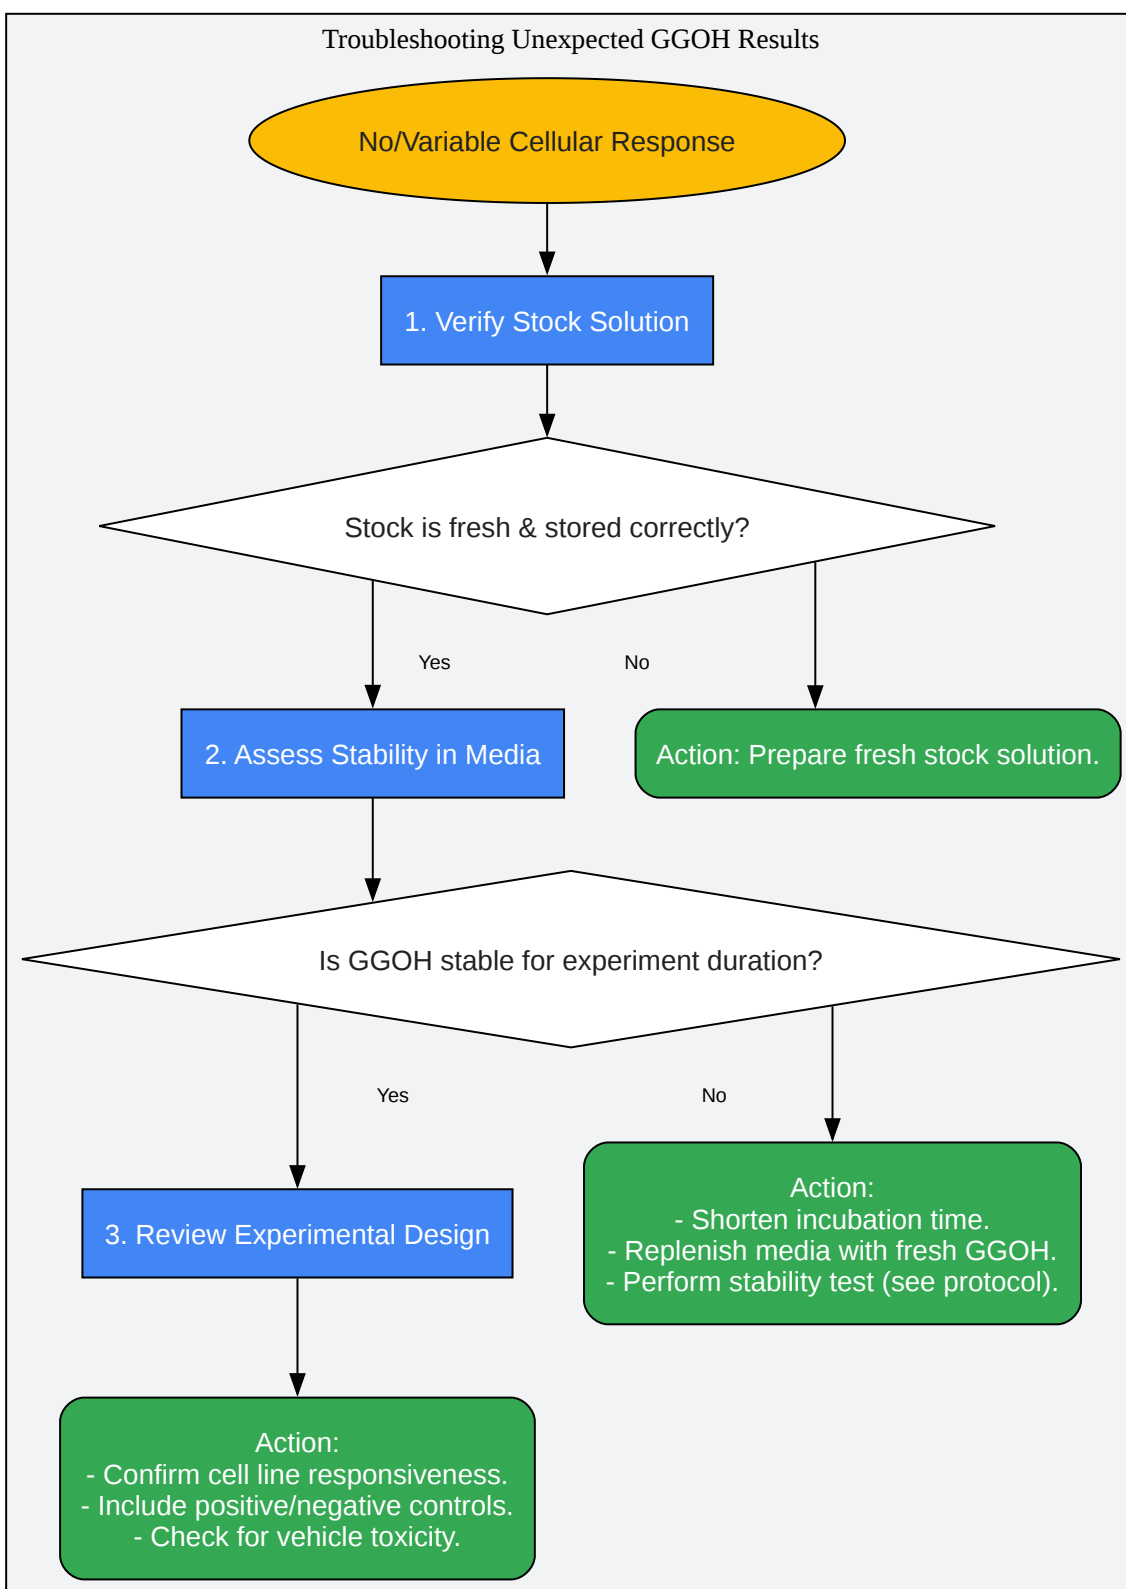 Troubleshooting Unexpected GGOH Results
No/Variable Cellular Response
1. Verify Stock Solution
Stock is fresh & stored correctly?
Yes
No
2. Assess Stability in Media
Action: Prepare fresh stock solution.
Is GGOH stable for experiment duration?
Yes
No
Action:
- Shorten incubation time.
- Replenish media with fresh GGOH.
- Perform stability test (see protocol).
3. Review Experimental Design
Action:
- Confirm cell line responsiveness.
- Include positive/negative controls.
- Check for vehicle toxicity.